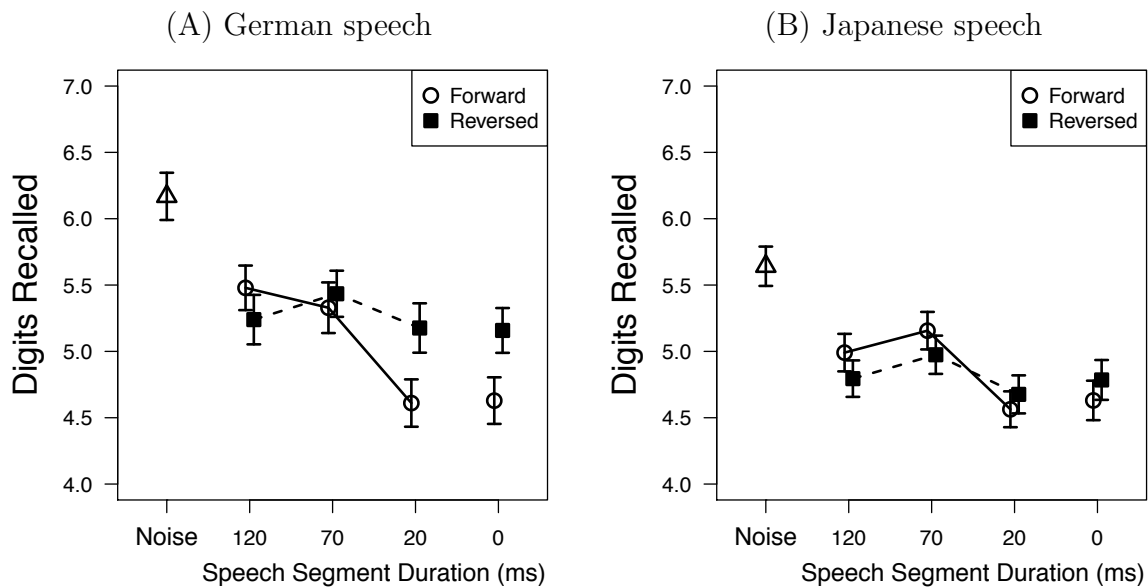 (A) German speech
7.0
6.5
6.0
5.5
5.0
4.5
4.0
Digits Recalled
Forward
Reversed
Noise 120 70 20 0
Speech Segment Duration (ms)
(B) Japanese speech
7.0
6.5
6.0
5.5
5.0
4.5
4.0
Digits Recalled
Forward
Reversed
Noise 120 70 20 0
Speech Segment Duration (ms)